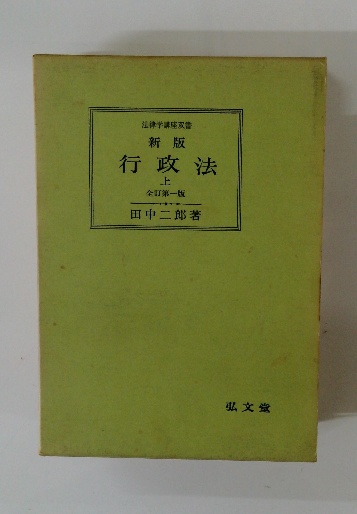 法律学講座双書
新版
行政法
上
全訂第一版
田中二郎著
弘文堂